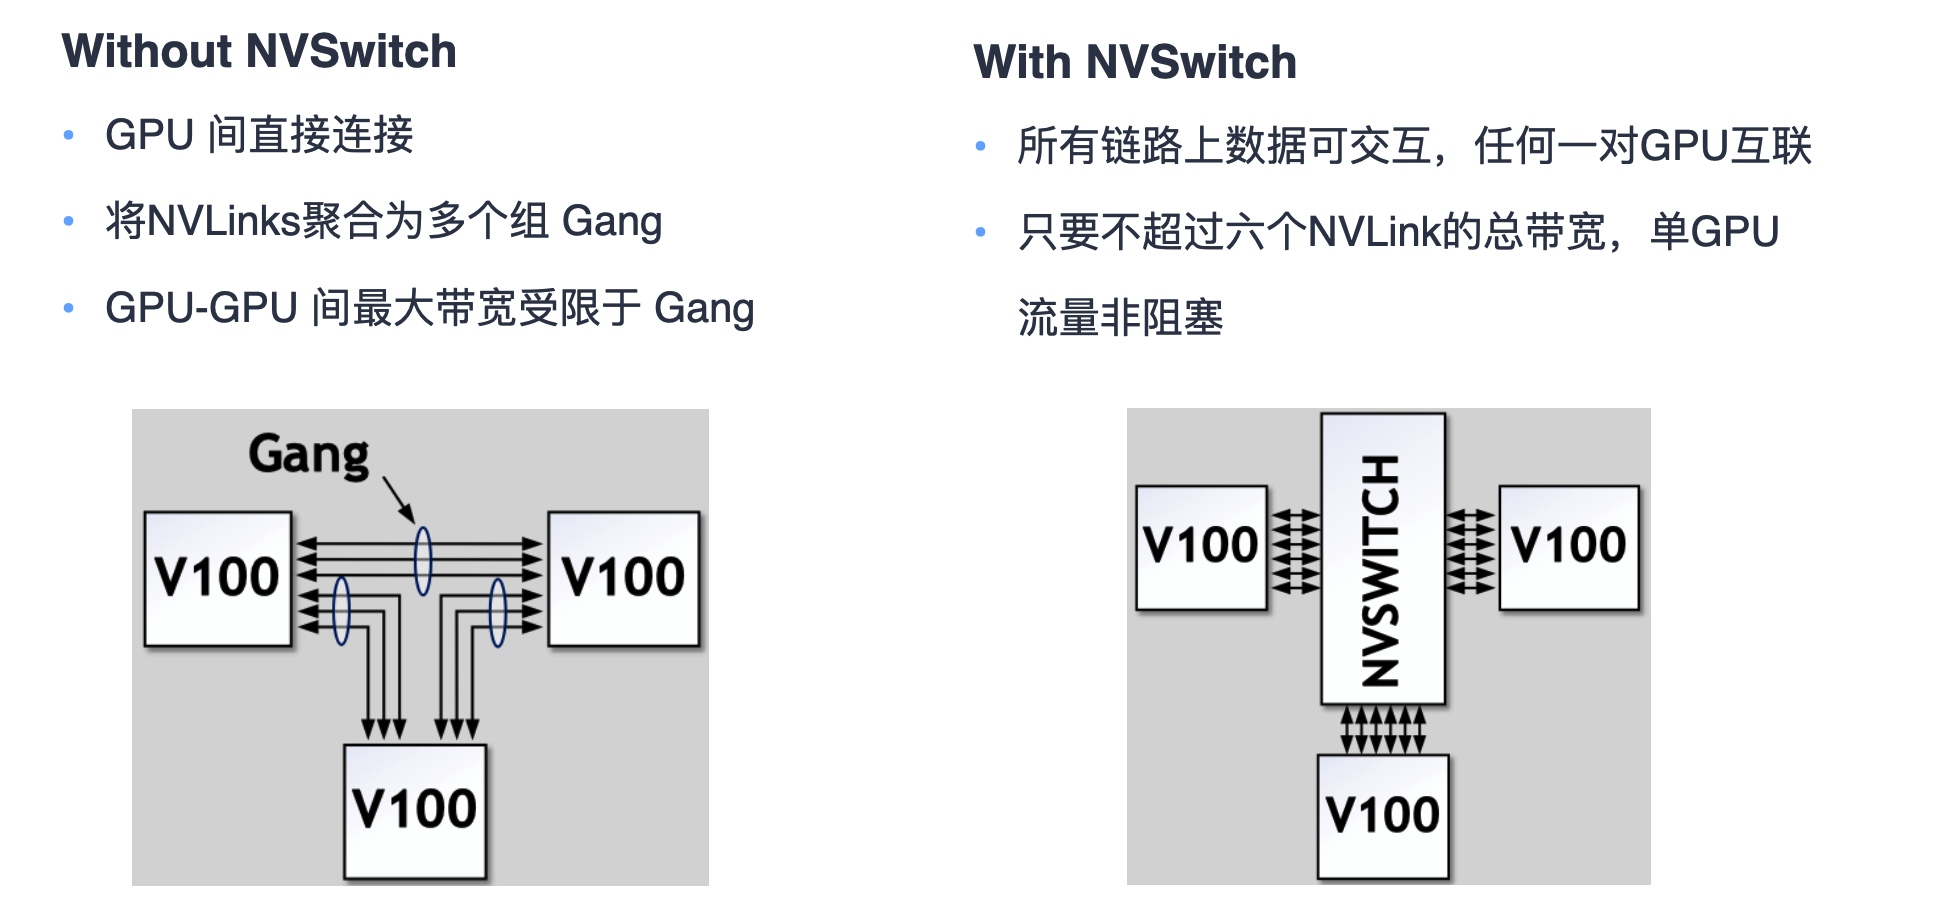 Without NVSwitch
GPU 间直接连接
将NVLinks聚合为多个组 Gang
GPU-GPU 间最大带宽受限于 Gang
Gang
V100
V100
V100
With NVSwitch
所有链路上数据可交互，任何一对GPU互联
只要不超过六个NVLink的总带宽，单GPU
流量非阻塞
V100
NVSWITCH
V100
V100